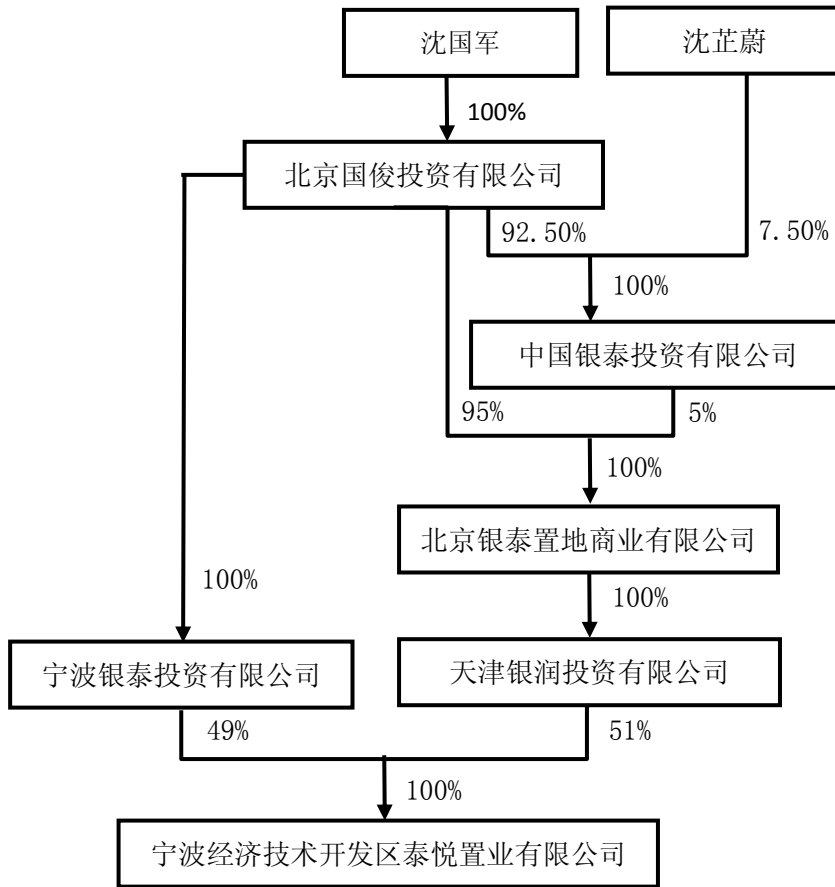 沈国军
沈芷蔚
100%
北京国俊投资有限公司
92.50%
7.50%
100%
中国银泰投资有限公司
95%
5%
100%
北京银泰置地商业有限公司
100%
100%
宁波银泰投资有限公司
天津银润投资有限公司
49%
51%
100%
宁波经济技术开发区泰悦置业有限公司